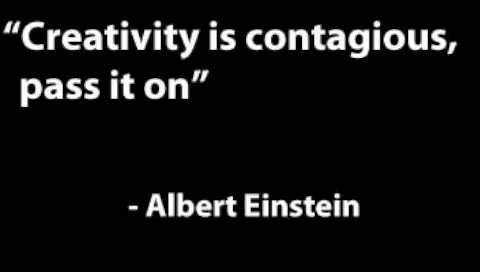 “Creativity is contagious,
pass it on”
- Albert Einstein